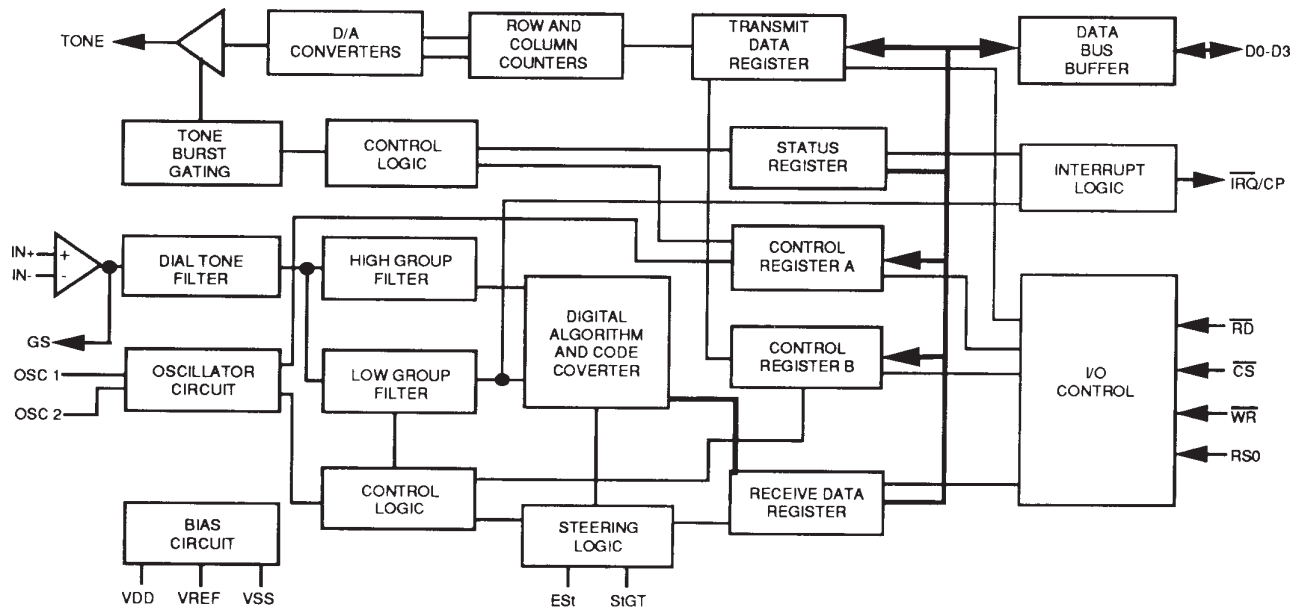 TONE
D/A
CONVERTERS
ROW AND
COLUMN
COUNTERS
TRANSMIT
DATA
REGISTER
DATA
BUS
BUFFER
D0-D3
TONE
BURST
GATING
CONTROL
LOGIC
STATUS
REGISTER
INTERRUPT
LOGIC
IRQ/CP
IN+
IN-
+
-
DIAL TONE
FILTER
HIGH GROUP
FILTER
CONTROL
REGISTER A
GS
DIGITAL
ALGORITHM
AND CODE
COVERTER
OSC 1
OSC 2
OSCILLATOR
CIRCUIT
LOW GROUP
FILTER
CONTROL
REGISTER B
I/O
CONTROL
RD
CS
WR
RS0
CONTROL
LOGIC
RECEIVE DATA
REGISTER
BIAS
CIRCUIT
STEERING
LOGIC
VDD VREF VSS
ESt StGT